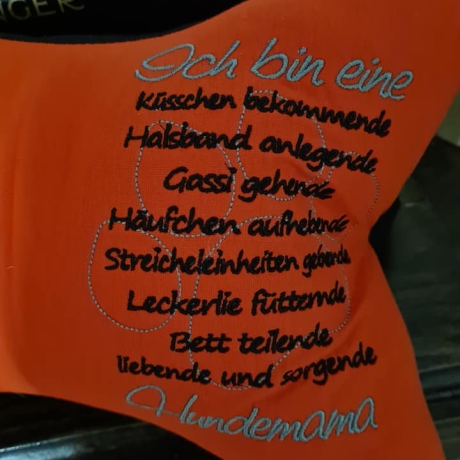 Ich bin eine
Küsschen bekommende
Halsband anlegende
Gassi gehende
Häufchen aufhebende
Streicheleinheiten gebende
Leckerlie fütternde
Bett teilende
liebende und sorgende
Hundemama